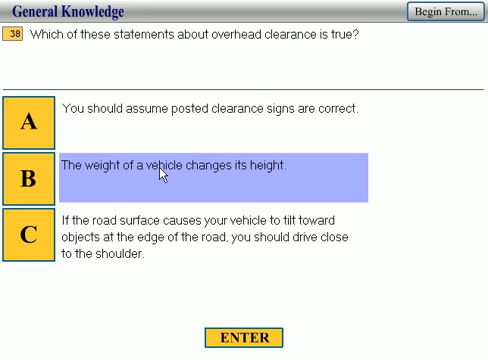 General Knowledge
Begin From...
38 Which of these statements about overhead clearance is true?
A You should assume posted clearance signs are correct.
B The weight of a vehicle changes its height.
C If the road surface causes your vehicle to tilt toward
objects at the edge of the road, you should drive close
to the shoulder.
ENTER